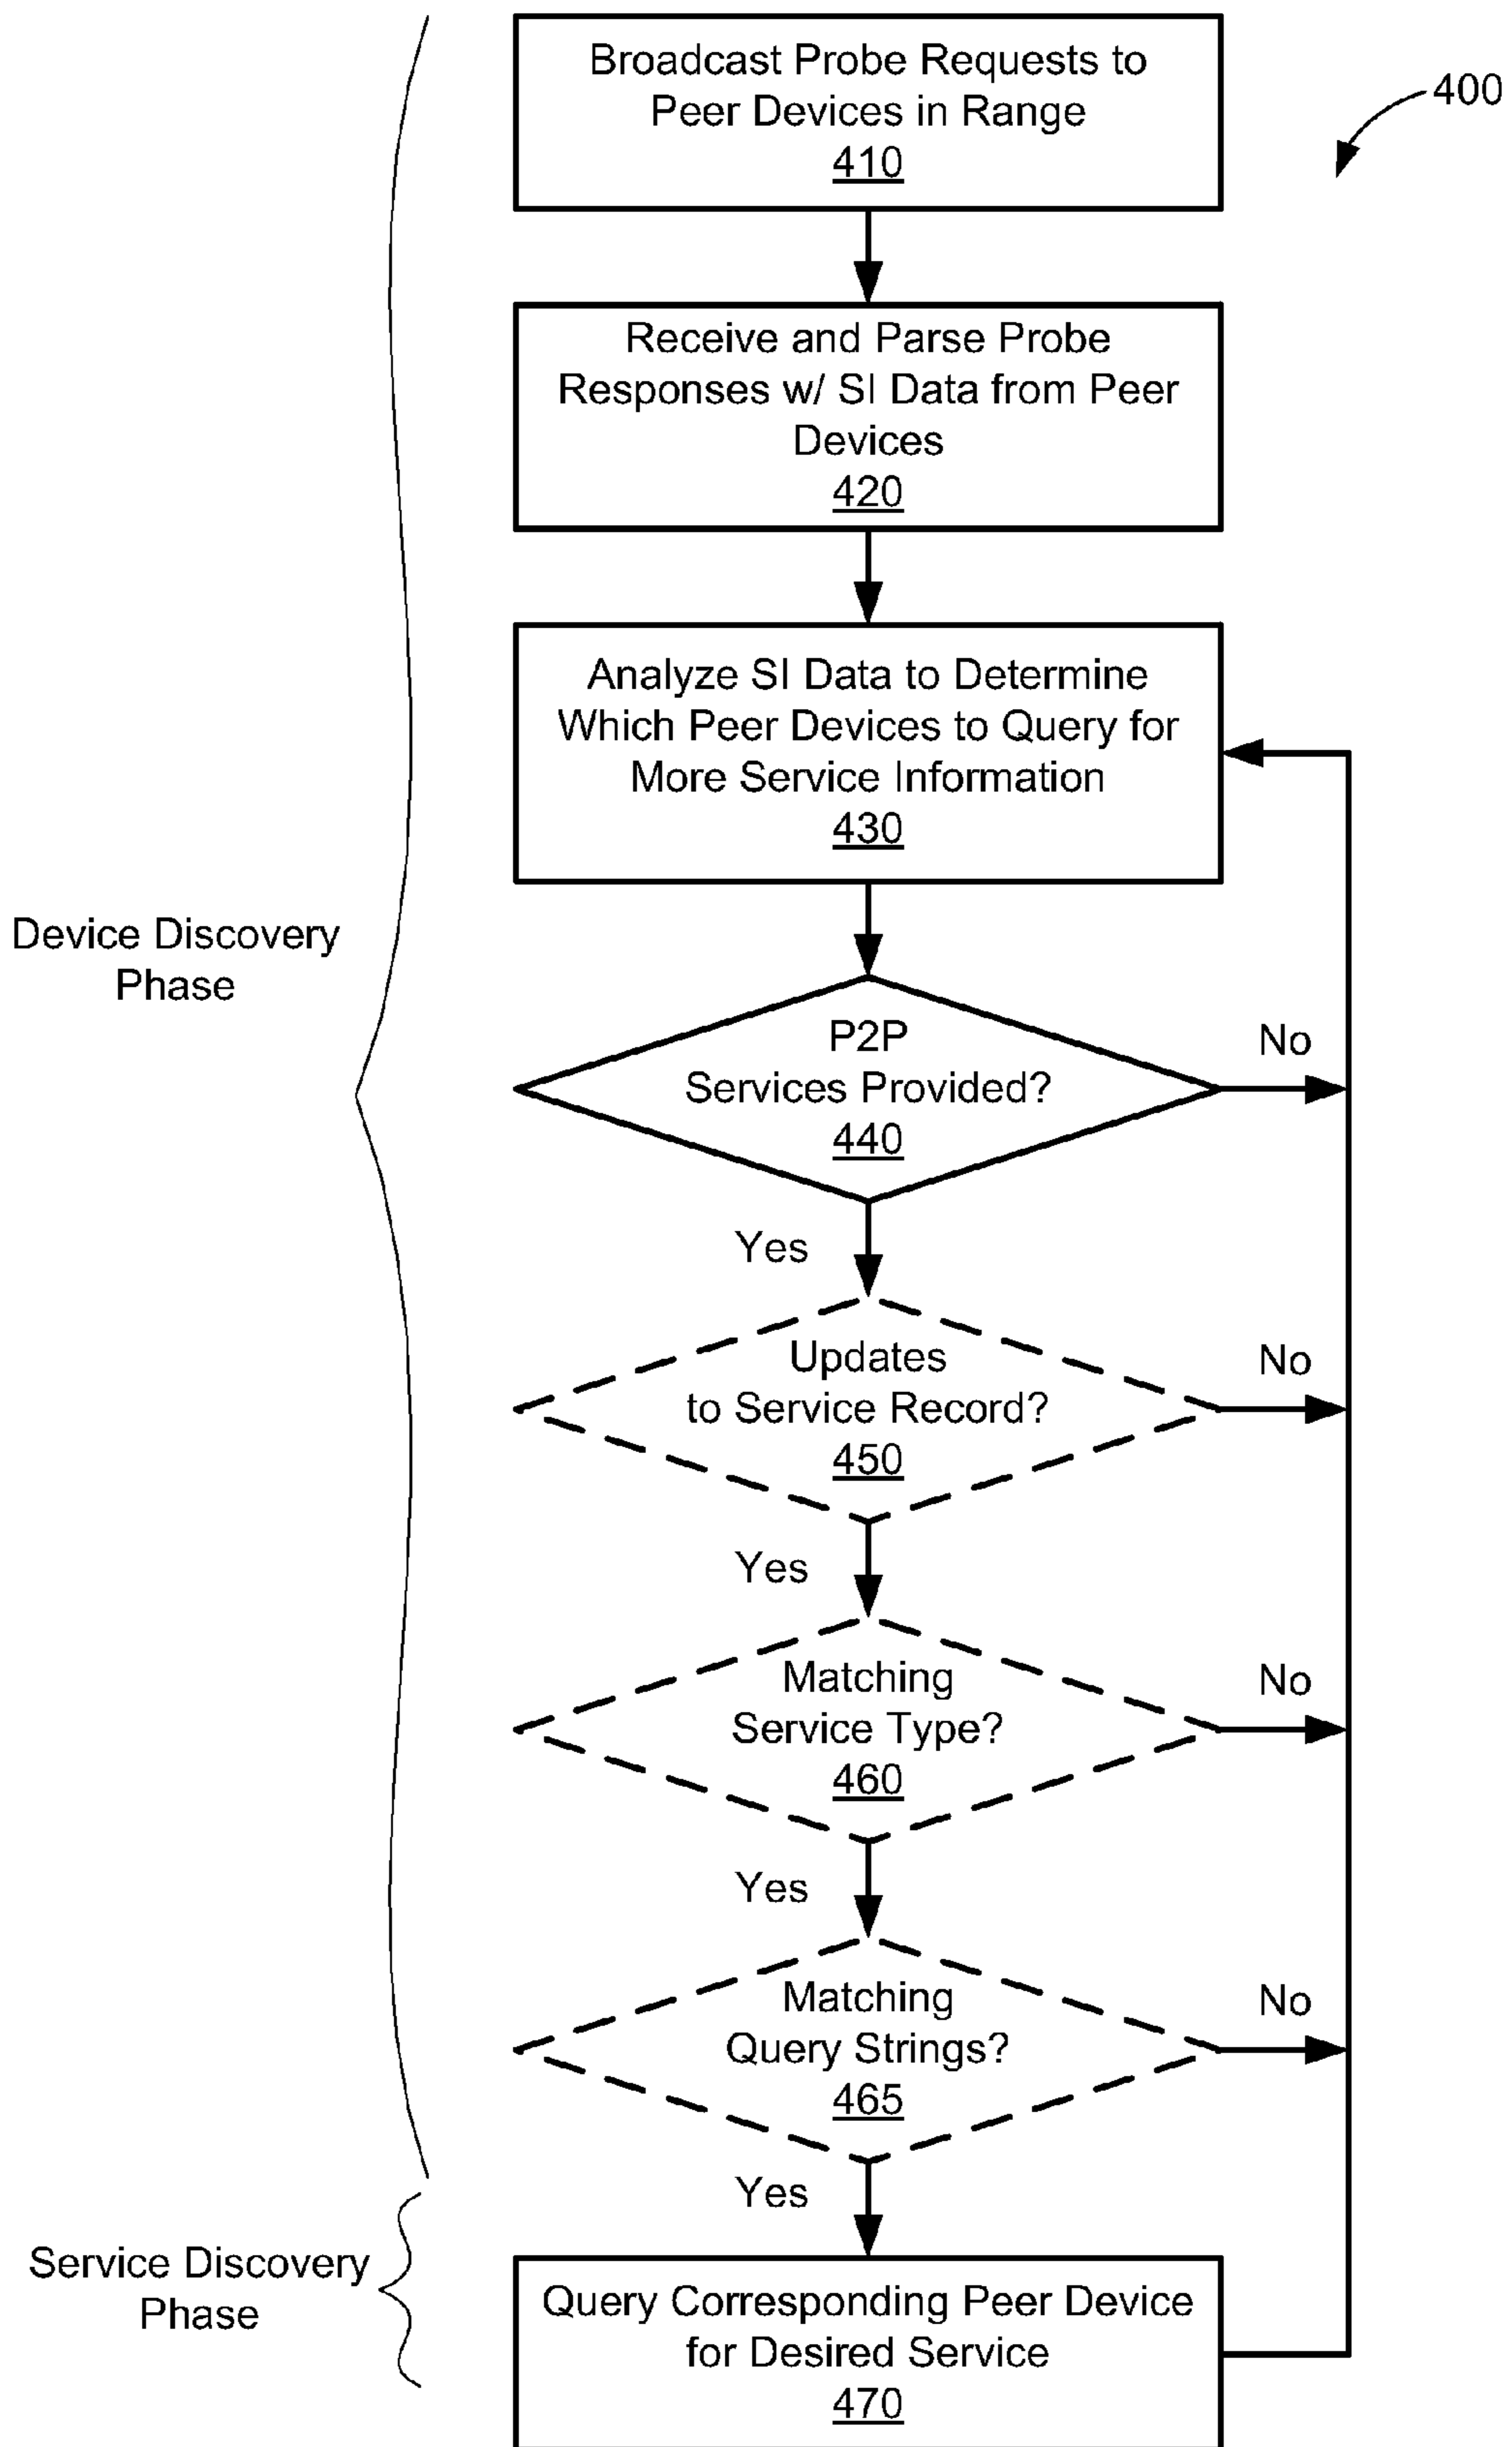 Broadcast Probe Requests to
Peer Devices in Range
410
400
Receive and Parse Probe
Responses w/ SI Data from Peer
Devices
420
Analyze SI Data to Determine
Which Peer Devices to Query for
More Service Information
430
Device Discovery
Phase
P2P
Services Provided?
440
No
Yes
Updates
to Service Record?
450
No
Yes
Matching
Service Type?
460
No
Yes
Matching
Query Strings?
465
No
Yes
Service Discovery
Phase
Query Corresponding Peer Device
for Desired Service
470